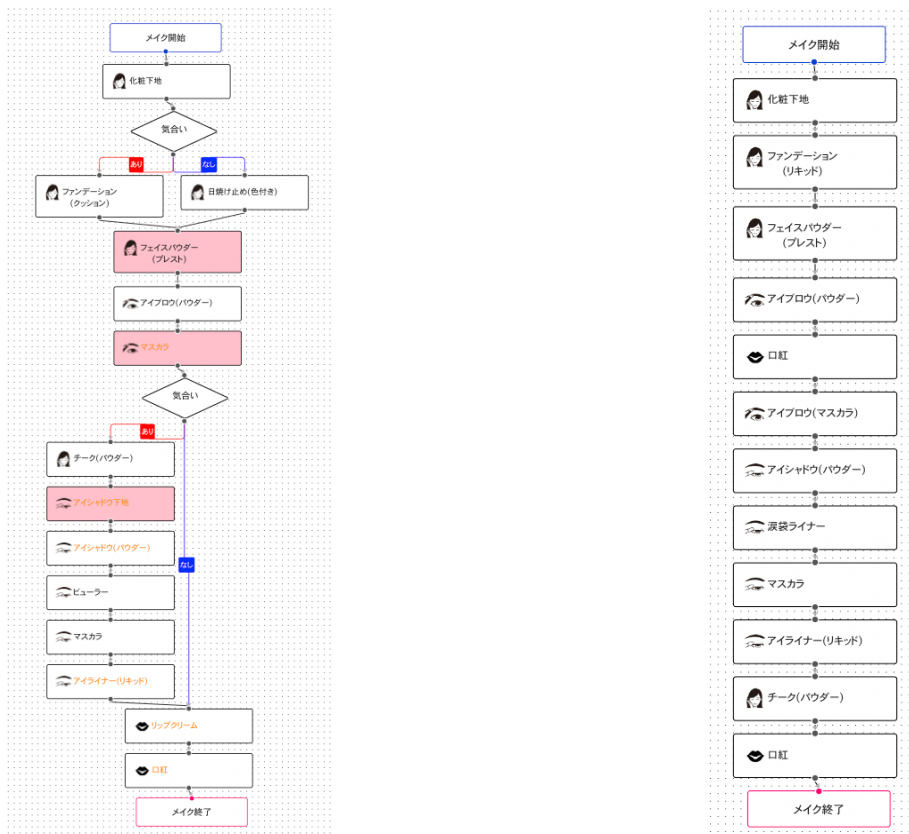 メイク開始
化粧下地
気合い
あり
なし
ファンデーション
(クッション)
日焼け止め(色付き)
フェイスパウダー
(プレスト)
アイブロウ(パウダー)
マスカラ
気合い
あり
チーク(パウダー)
アイシャドウ下地
アイシャドウ(パウダー)
なし
ビューラー
マスカラ
アイライナー(リキッド)
リップクリーム
口紅
メイク終了
メイク開始
化粧下地
ファンデーション
(リキッド)
フェイスパウダー
(プレスト)
アイブロウ(パウダー)
口紅
アイブロウ(マスカラ)
アイシャドウ(パウダー)
涙袋ライナー
マスカラ
アイライナー(リキッド)
チーク(パウダー)
口紅
メイク終了